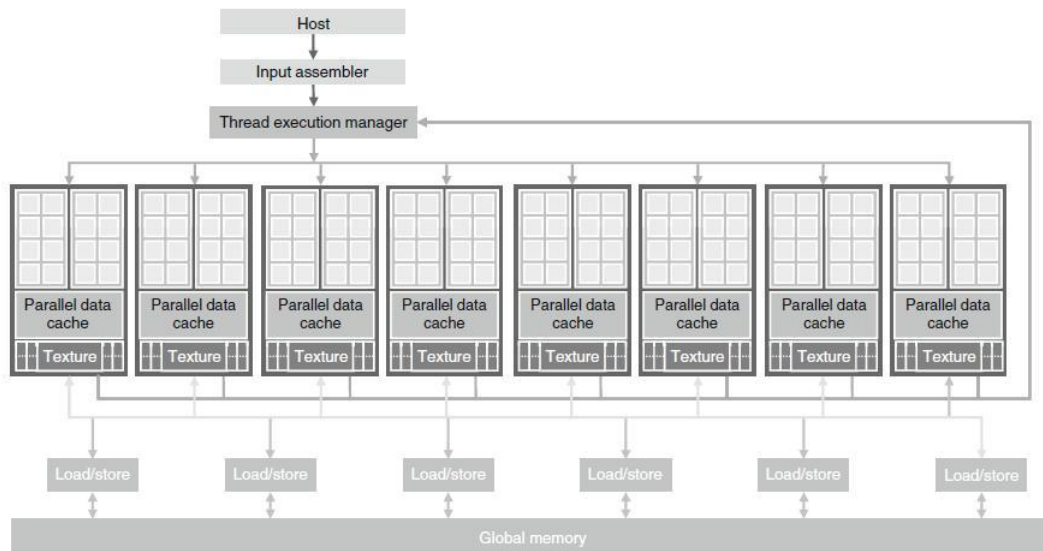 Host
Input assembler
Thread execution manager
Parallel data
cache
Parallel data
cache
Parallel data
cache
Parallel data
cache
Parallel data
cache
Parallel data
cache
Parallel data
cache
Parallel data
cache
Texture
Texture
Texture
Texture
Texture
Texture
Texture
Texture
Load/store
Load/store
Load/store
Load/store
Load/store
Load/store
Global memory